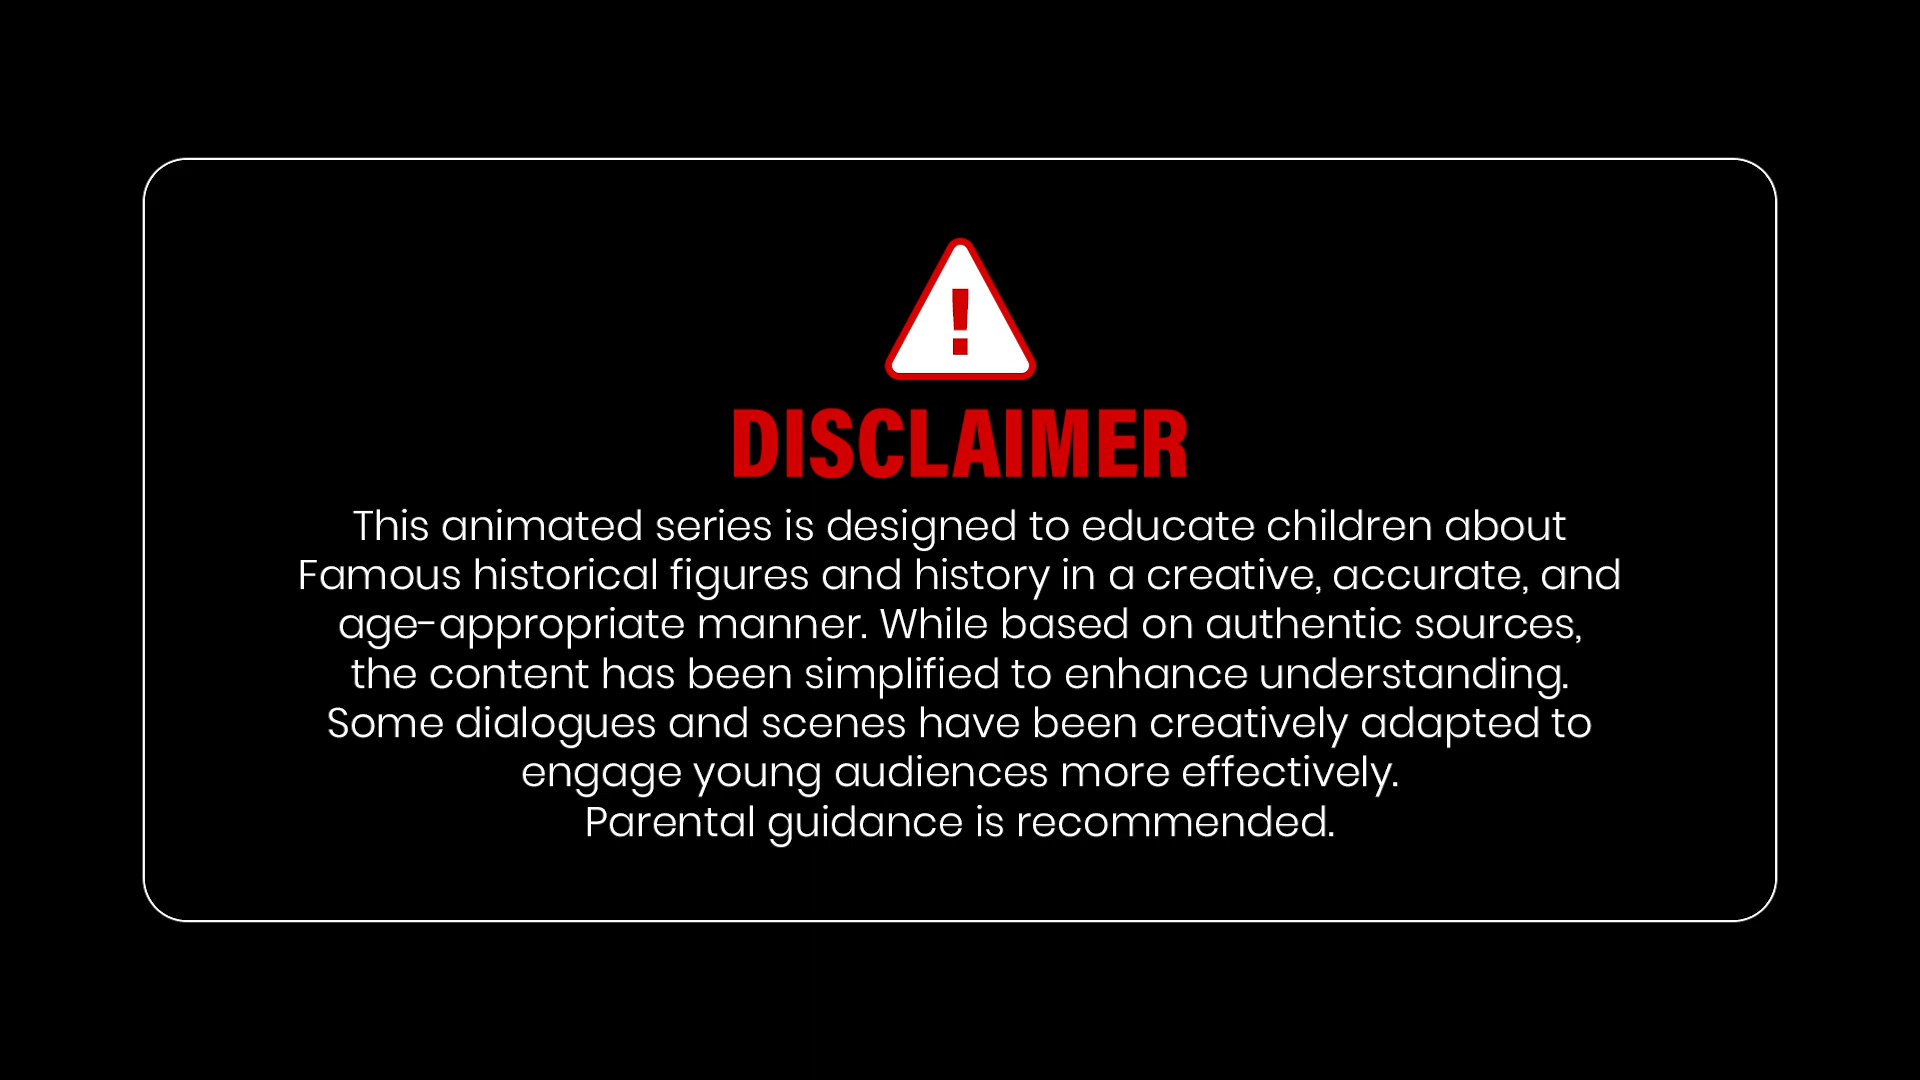 !
DISCLAIMER
This animated series is designed to educate children about
Famous historical figures and history in a creative, accurate, and
age-appropriate manner. While based on authentic sources,
the content has been simplified to enhance understanding.
Some dialogues and scenes have been creatively adapted to
engage young audiences more effectively.
Parental guidance is recommended.